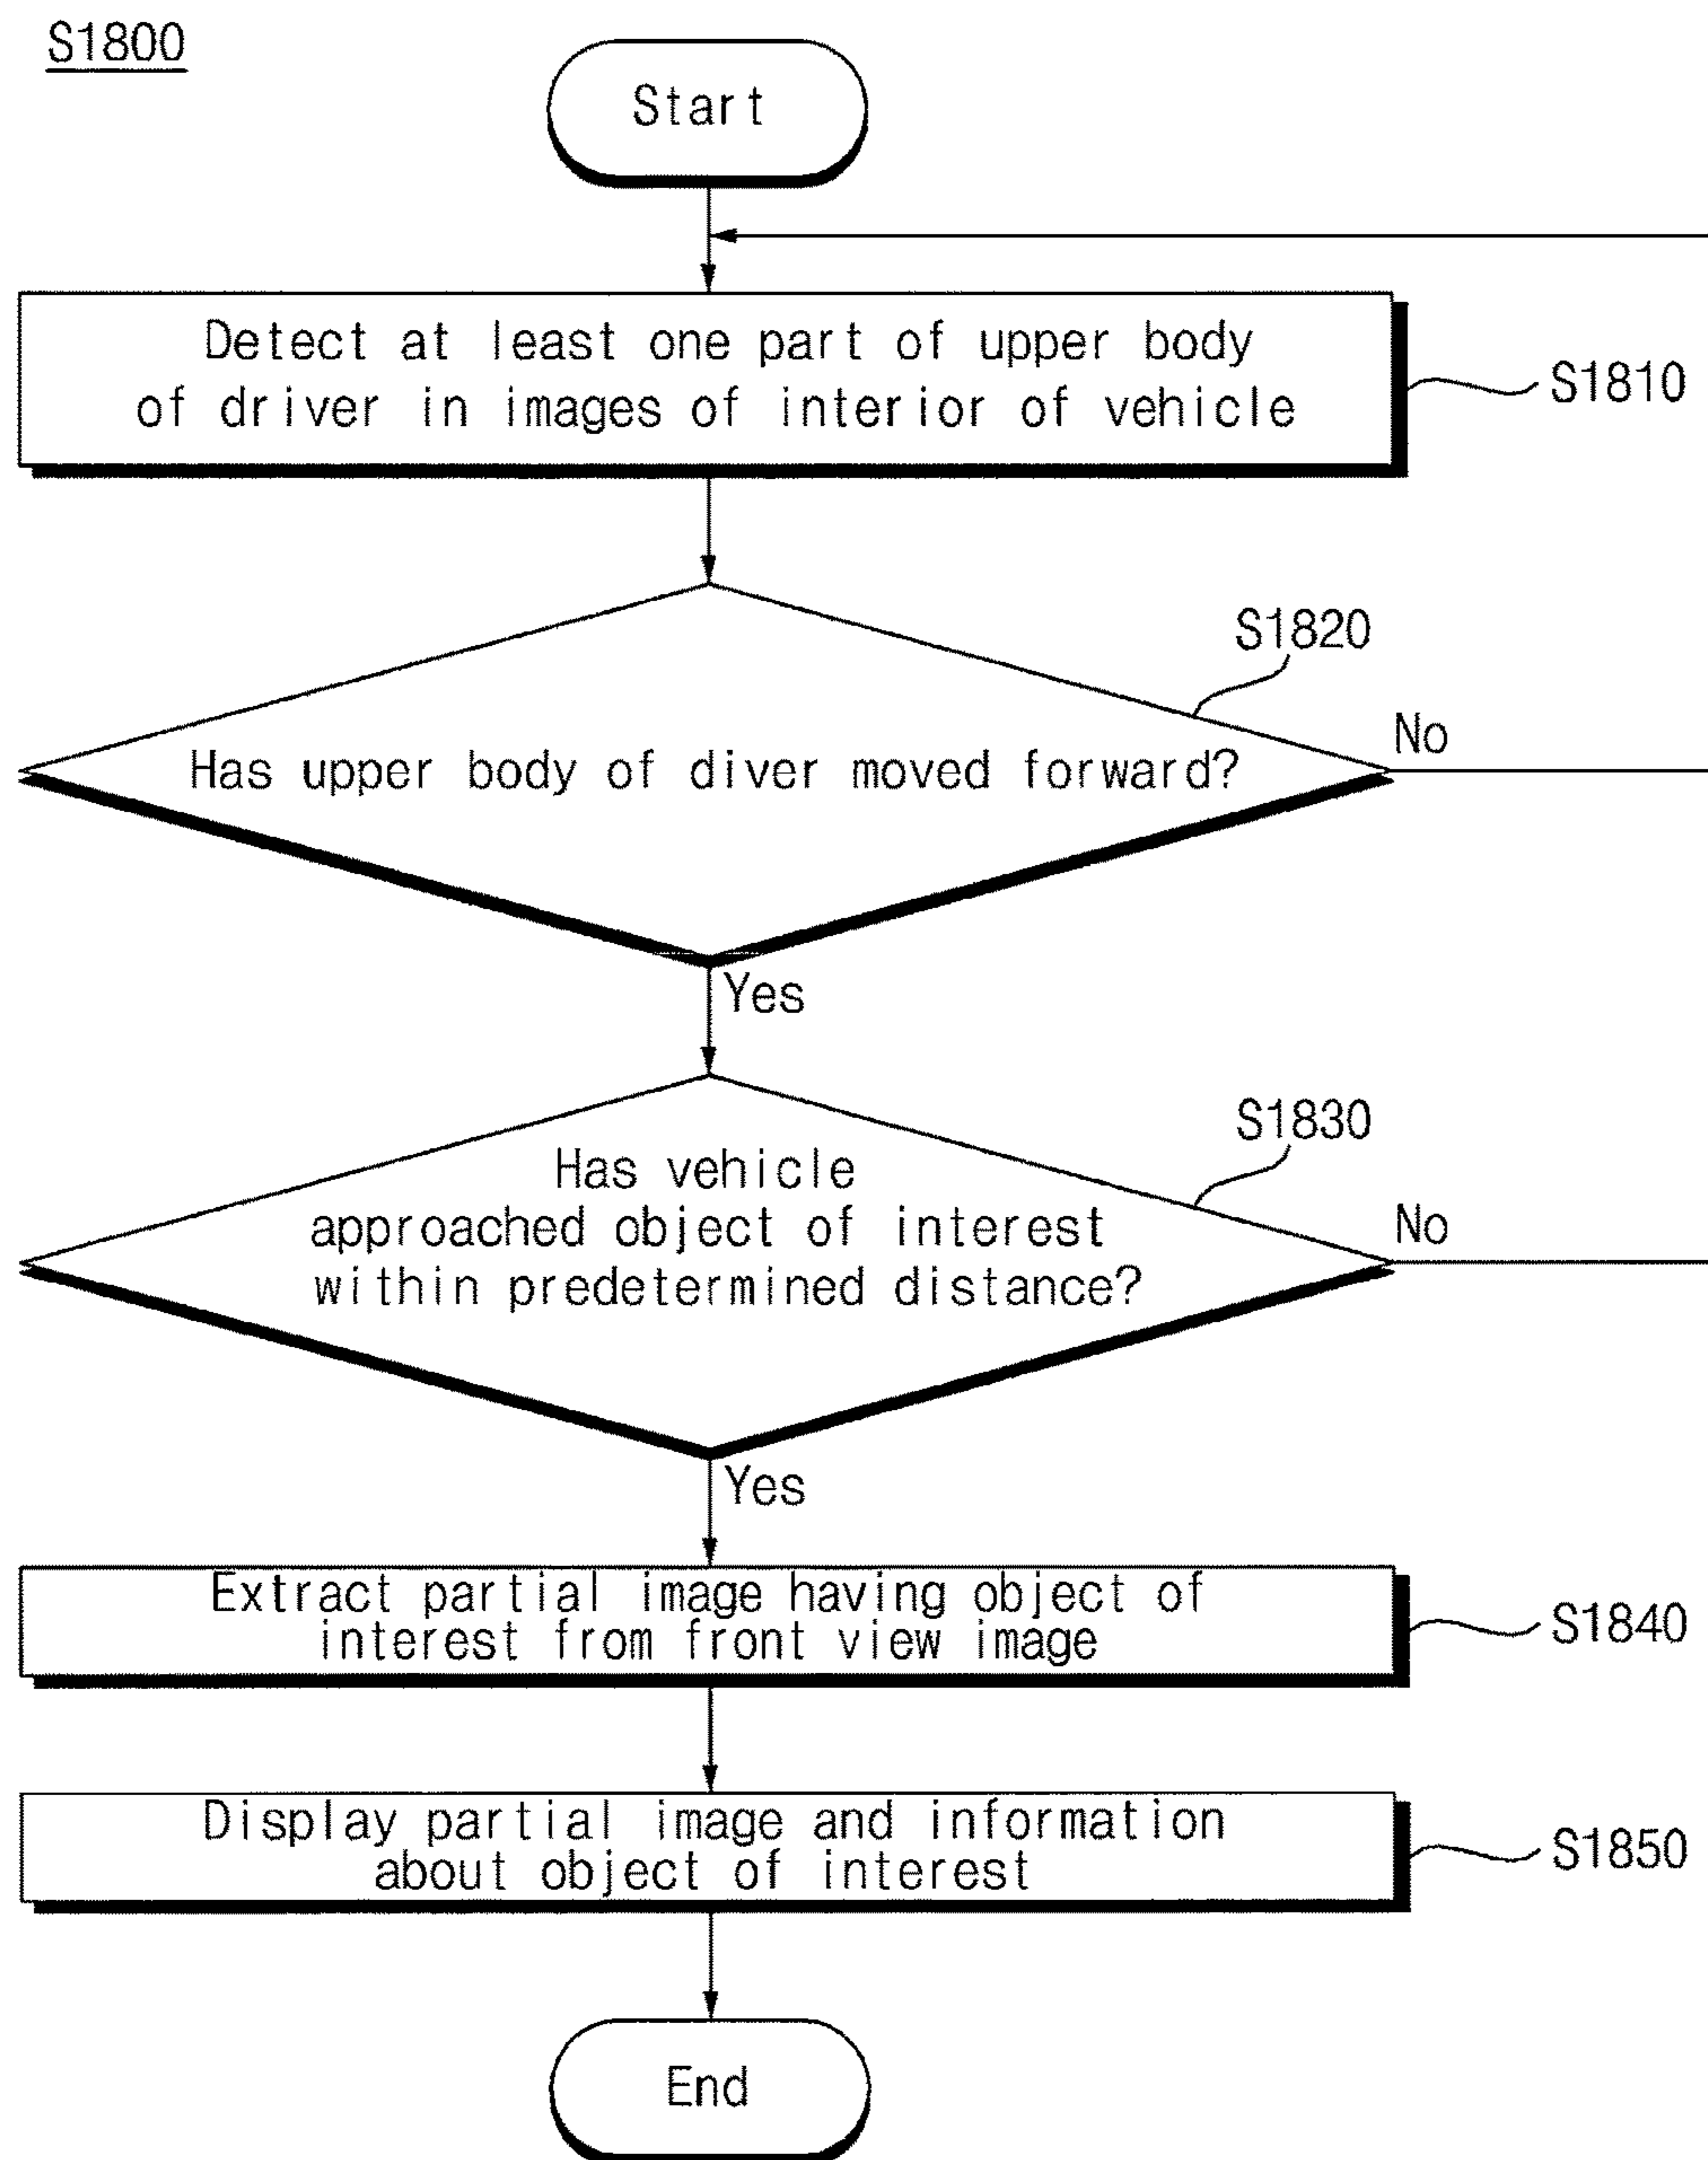 S1800
Start
Detect at least one part of upper body
of driver in images of interior of vehicle
S1810
S1820
Has upper body of diver moved forward?
No
Yes
S1830
Has vehicle
approached object of interest
within predetermined distance?
No
Yes
Extract partial image having object of
interest from front view image
S1840
Display partial image and information
about object of interest
S1850
End